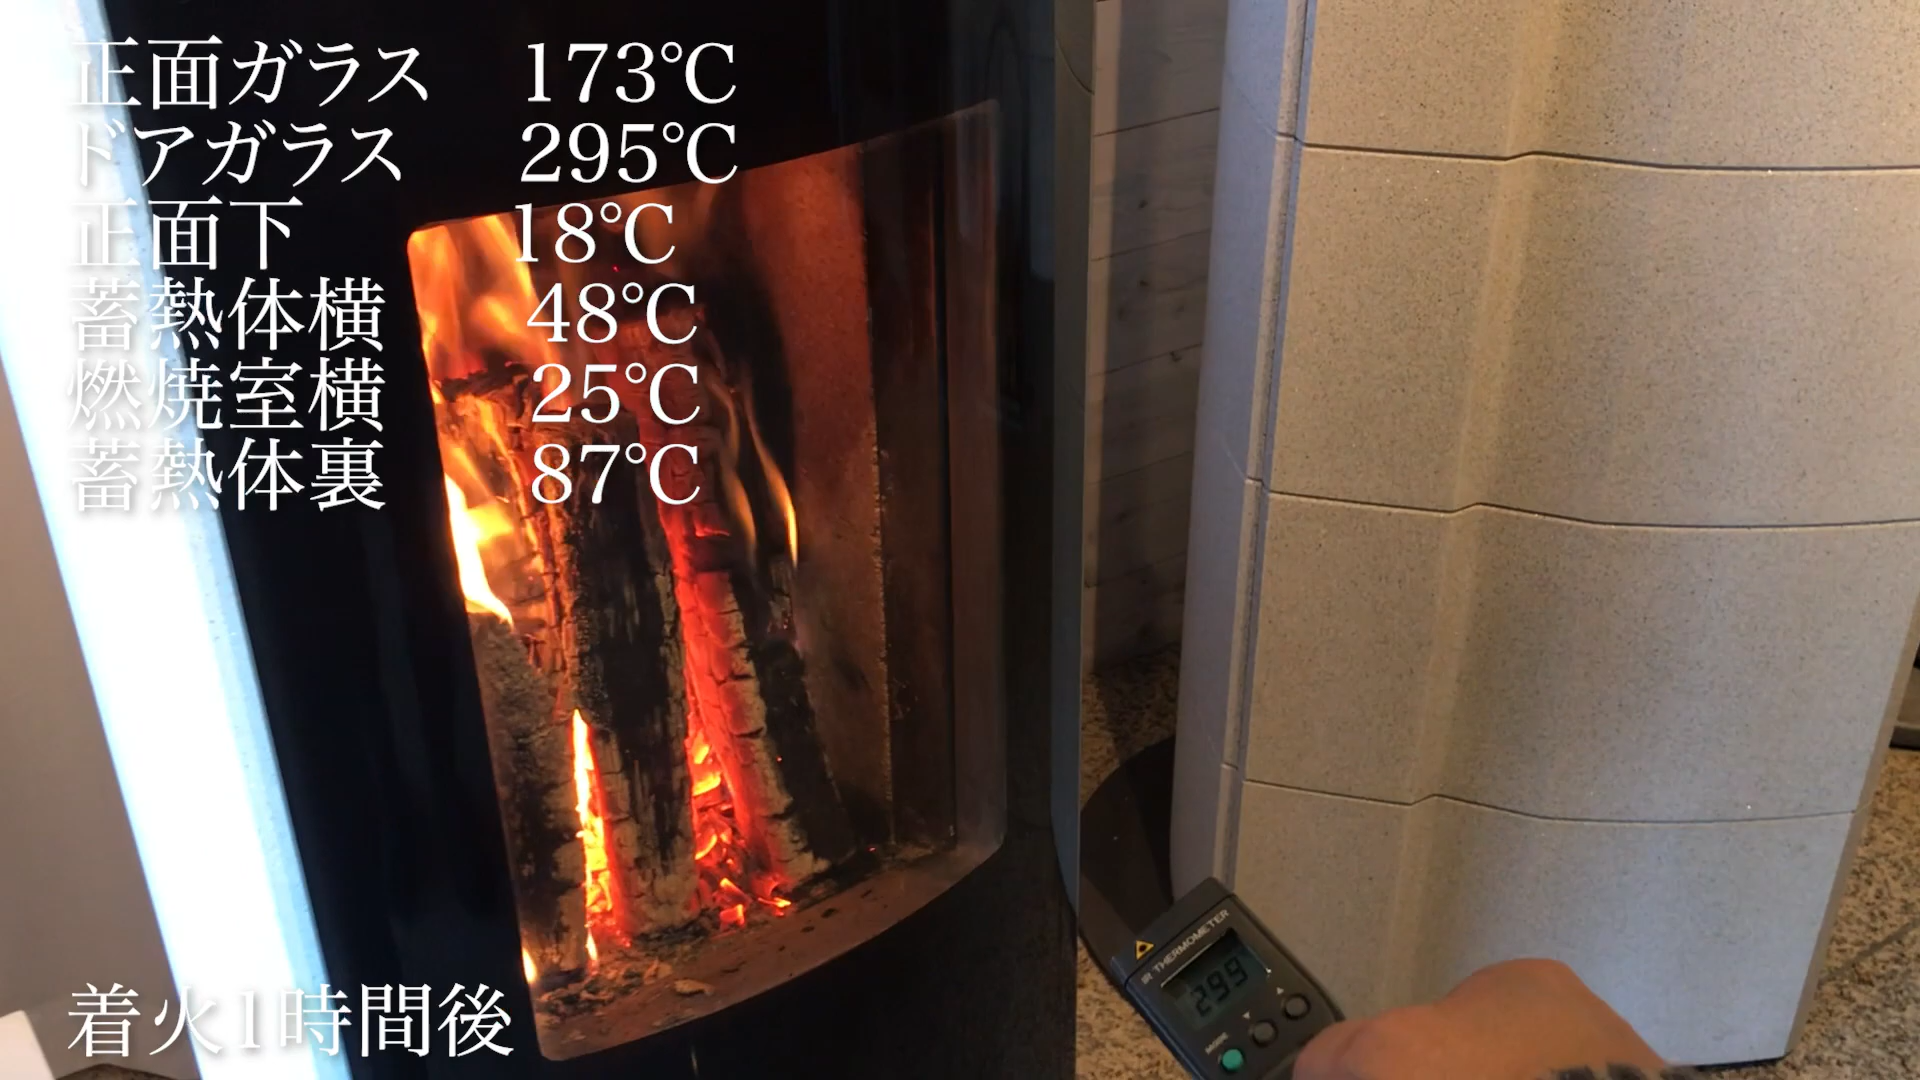 正面ガラス 173℃
ドアガラス 295℃
正面下 18℃
蓄熱体横 48℃
燃焼室横 25℃
蓄熱体裏 87℃
着火1時間後
IR THERMOMETER
299
MODE